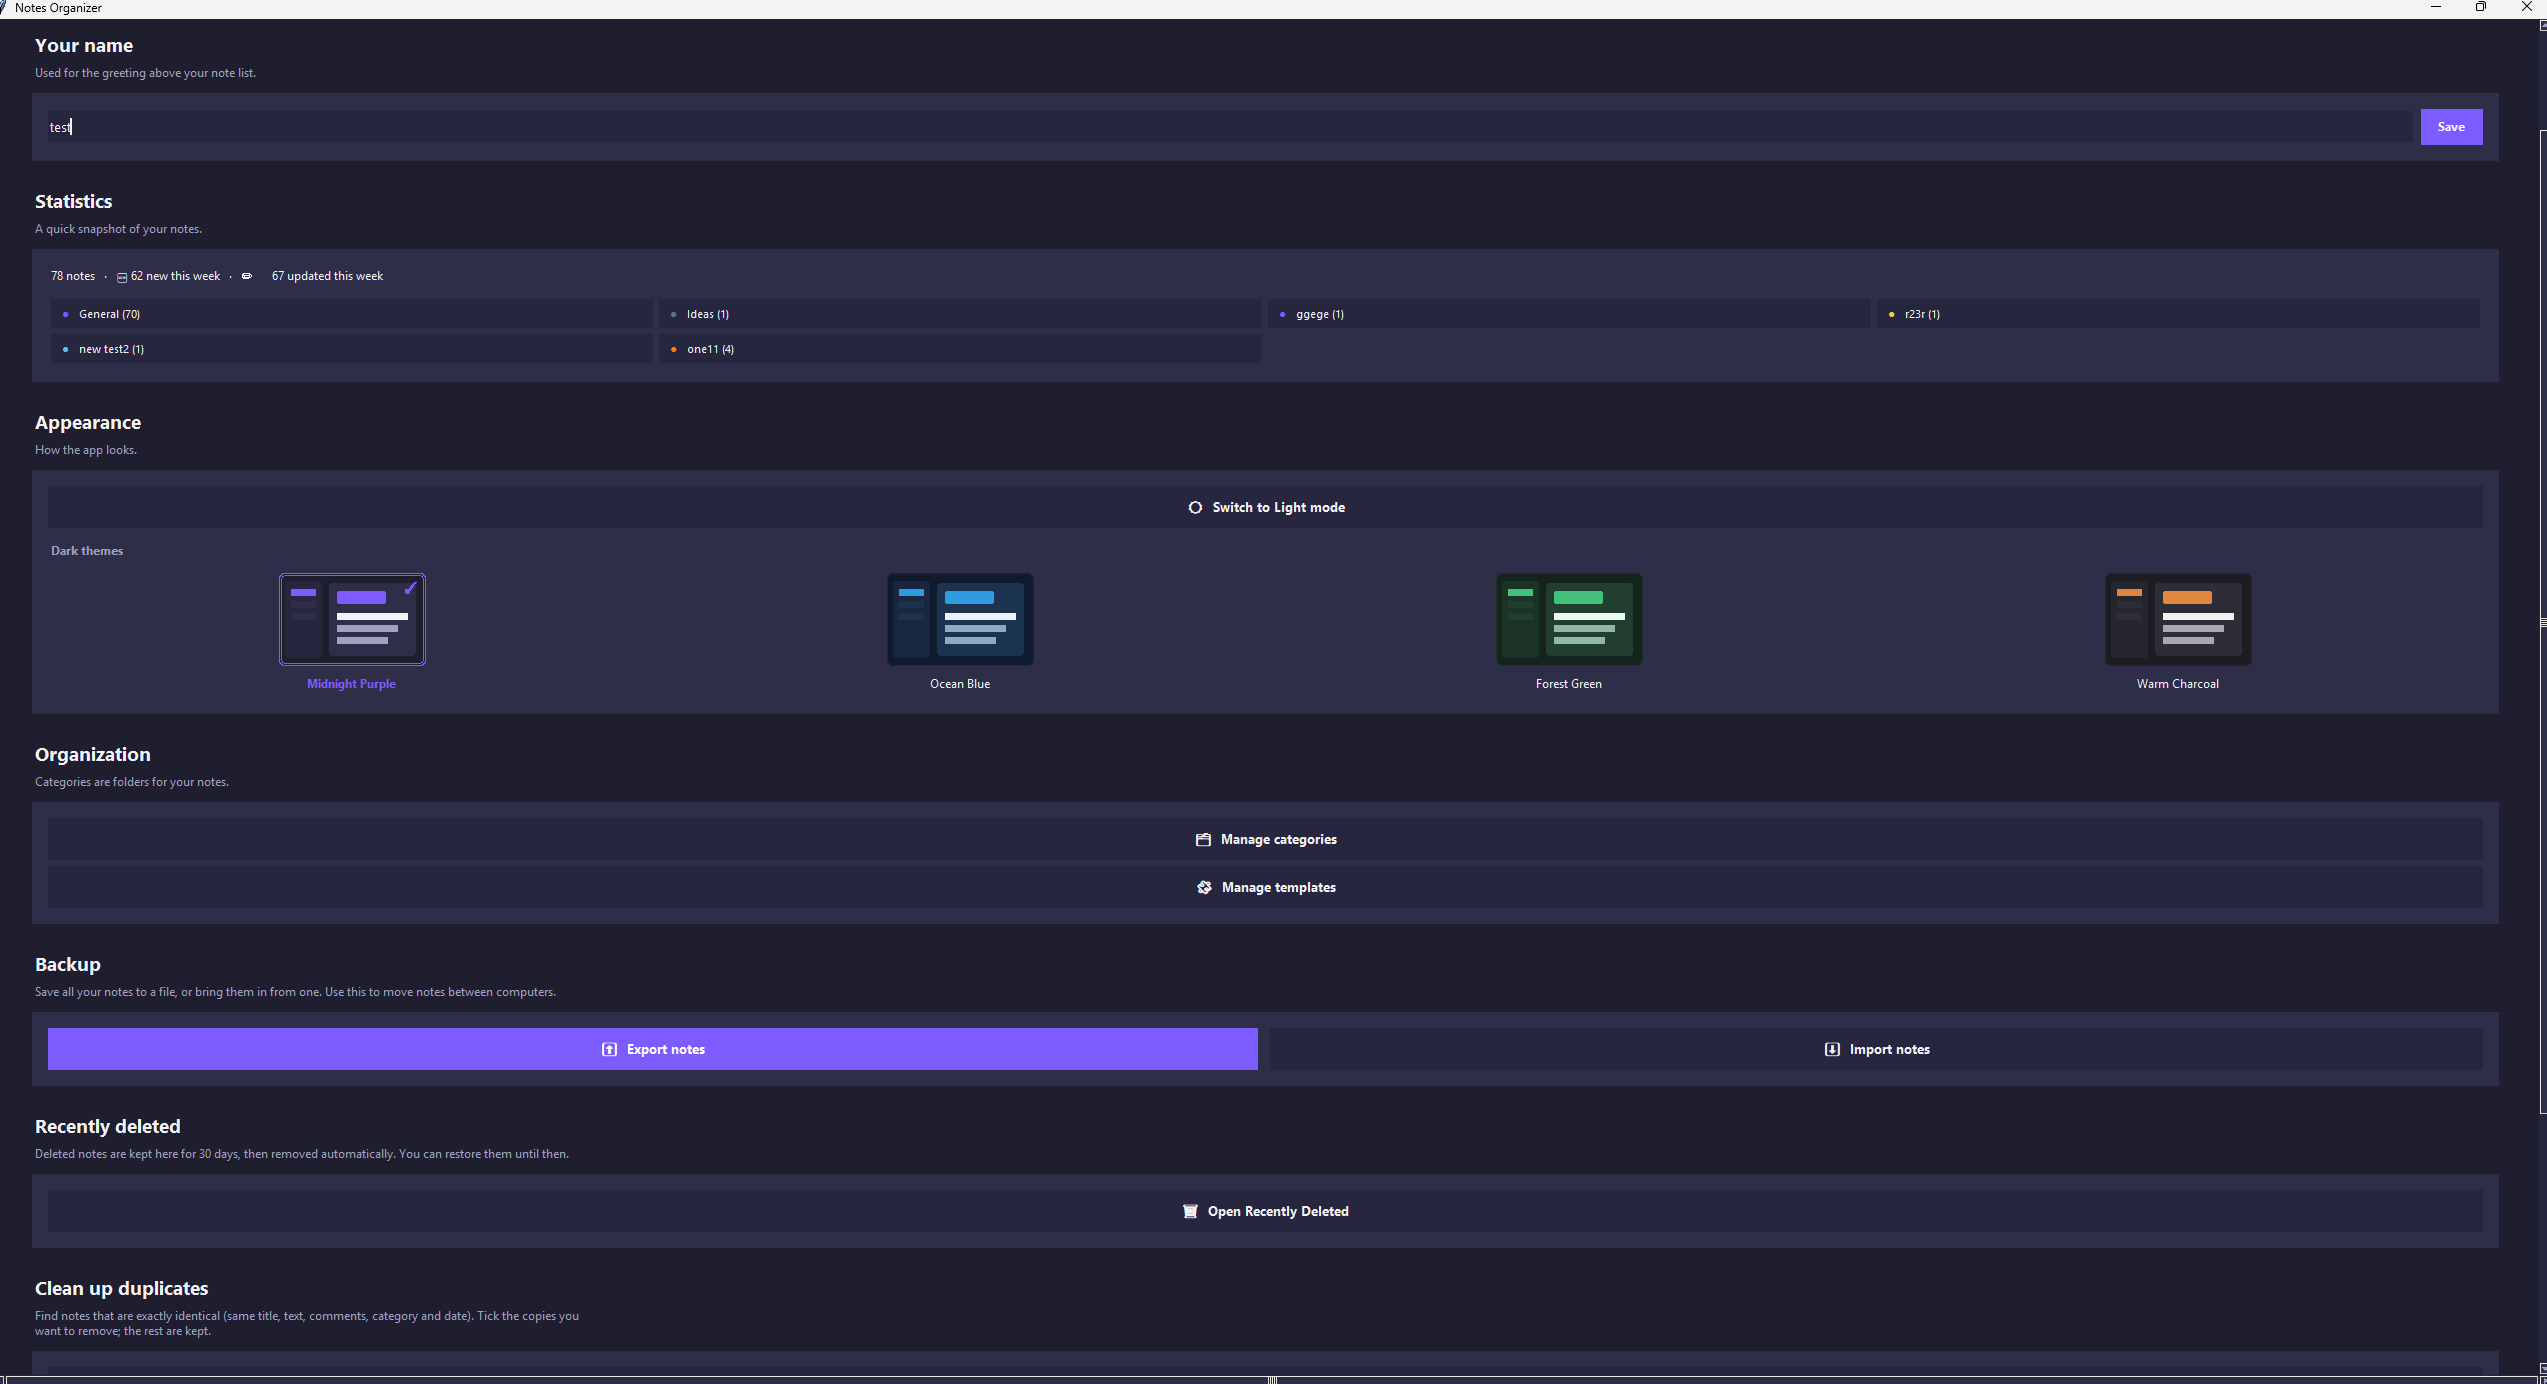 Notes Organizer
Your name
Used for the greeting above your note list.
test
Save
Statistics
A quick snapshot of your notes.
78 notes · 62 new this week · 67 updated this week
General (70)
Ideas (1)
ggege (1)
r23r (1)
new test2 (1)
one11 (4)
Appearance
How the app looks.
Switch to Light mode
Dark themes
Midnight Purple
Ocean Blue
Forest Green
Warm Charcoal
Organization
Categories are folders for your notes.
Manage categories
Manage templates
Backup
Save all your notes to a file, or bring them in from one. Use this to move notes between computers.
Export notes
Import notes
Recently deleted
Deleted notes are kept here for 30 days, then removed automatically. You can restore them until then.
Open Recently Deleted
Clean up duplicates
Find notes that are exactly identical (same title, text, comments, category and date). Tick the copies you
want to remove; the rest are kept.